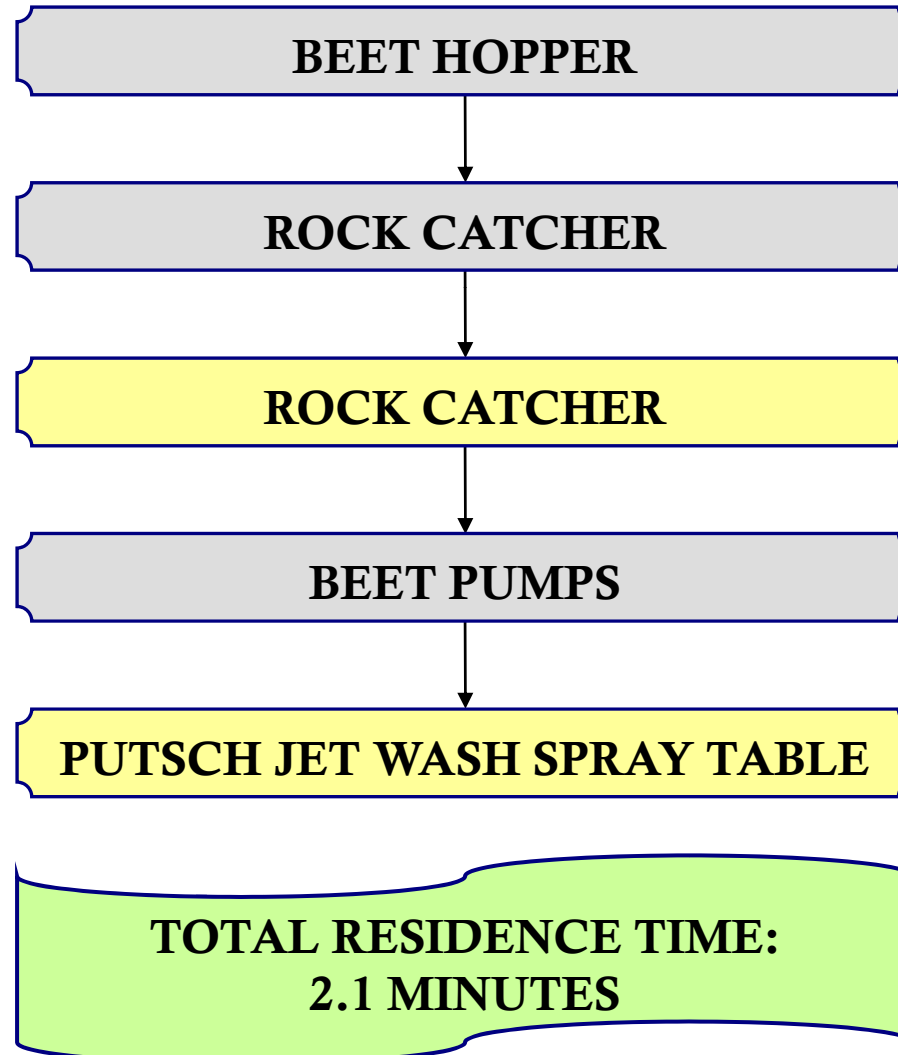 BEET HOPPER
ROCK CATCHER
ROCK CATCHER
BEET PUMPS
PUTSCH JET WASH SPRAY TABLE
TOTAL RESIDENCE TIME:
2.1 MINUTES